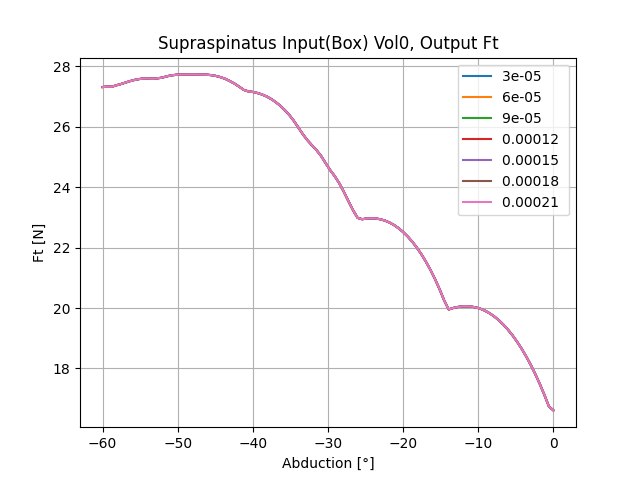 Supraspinatus Input(Box) Vol0, Output Ft
28
26
24
22
20
18
Ft [N]
3e-05
6e-05
9e-05
0.00012
0.00015
0.00018
0.00021
−60 −50 −40 −30 −20 −10 0
Abduction [°]